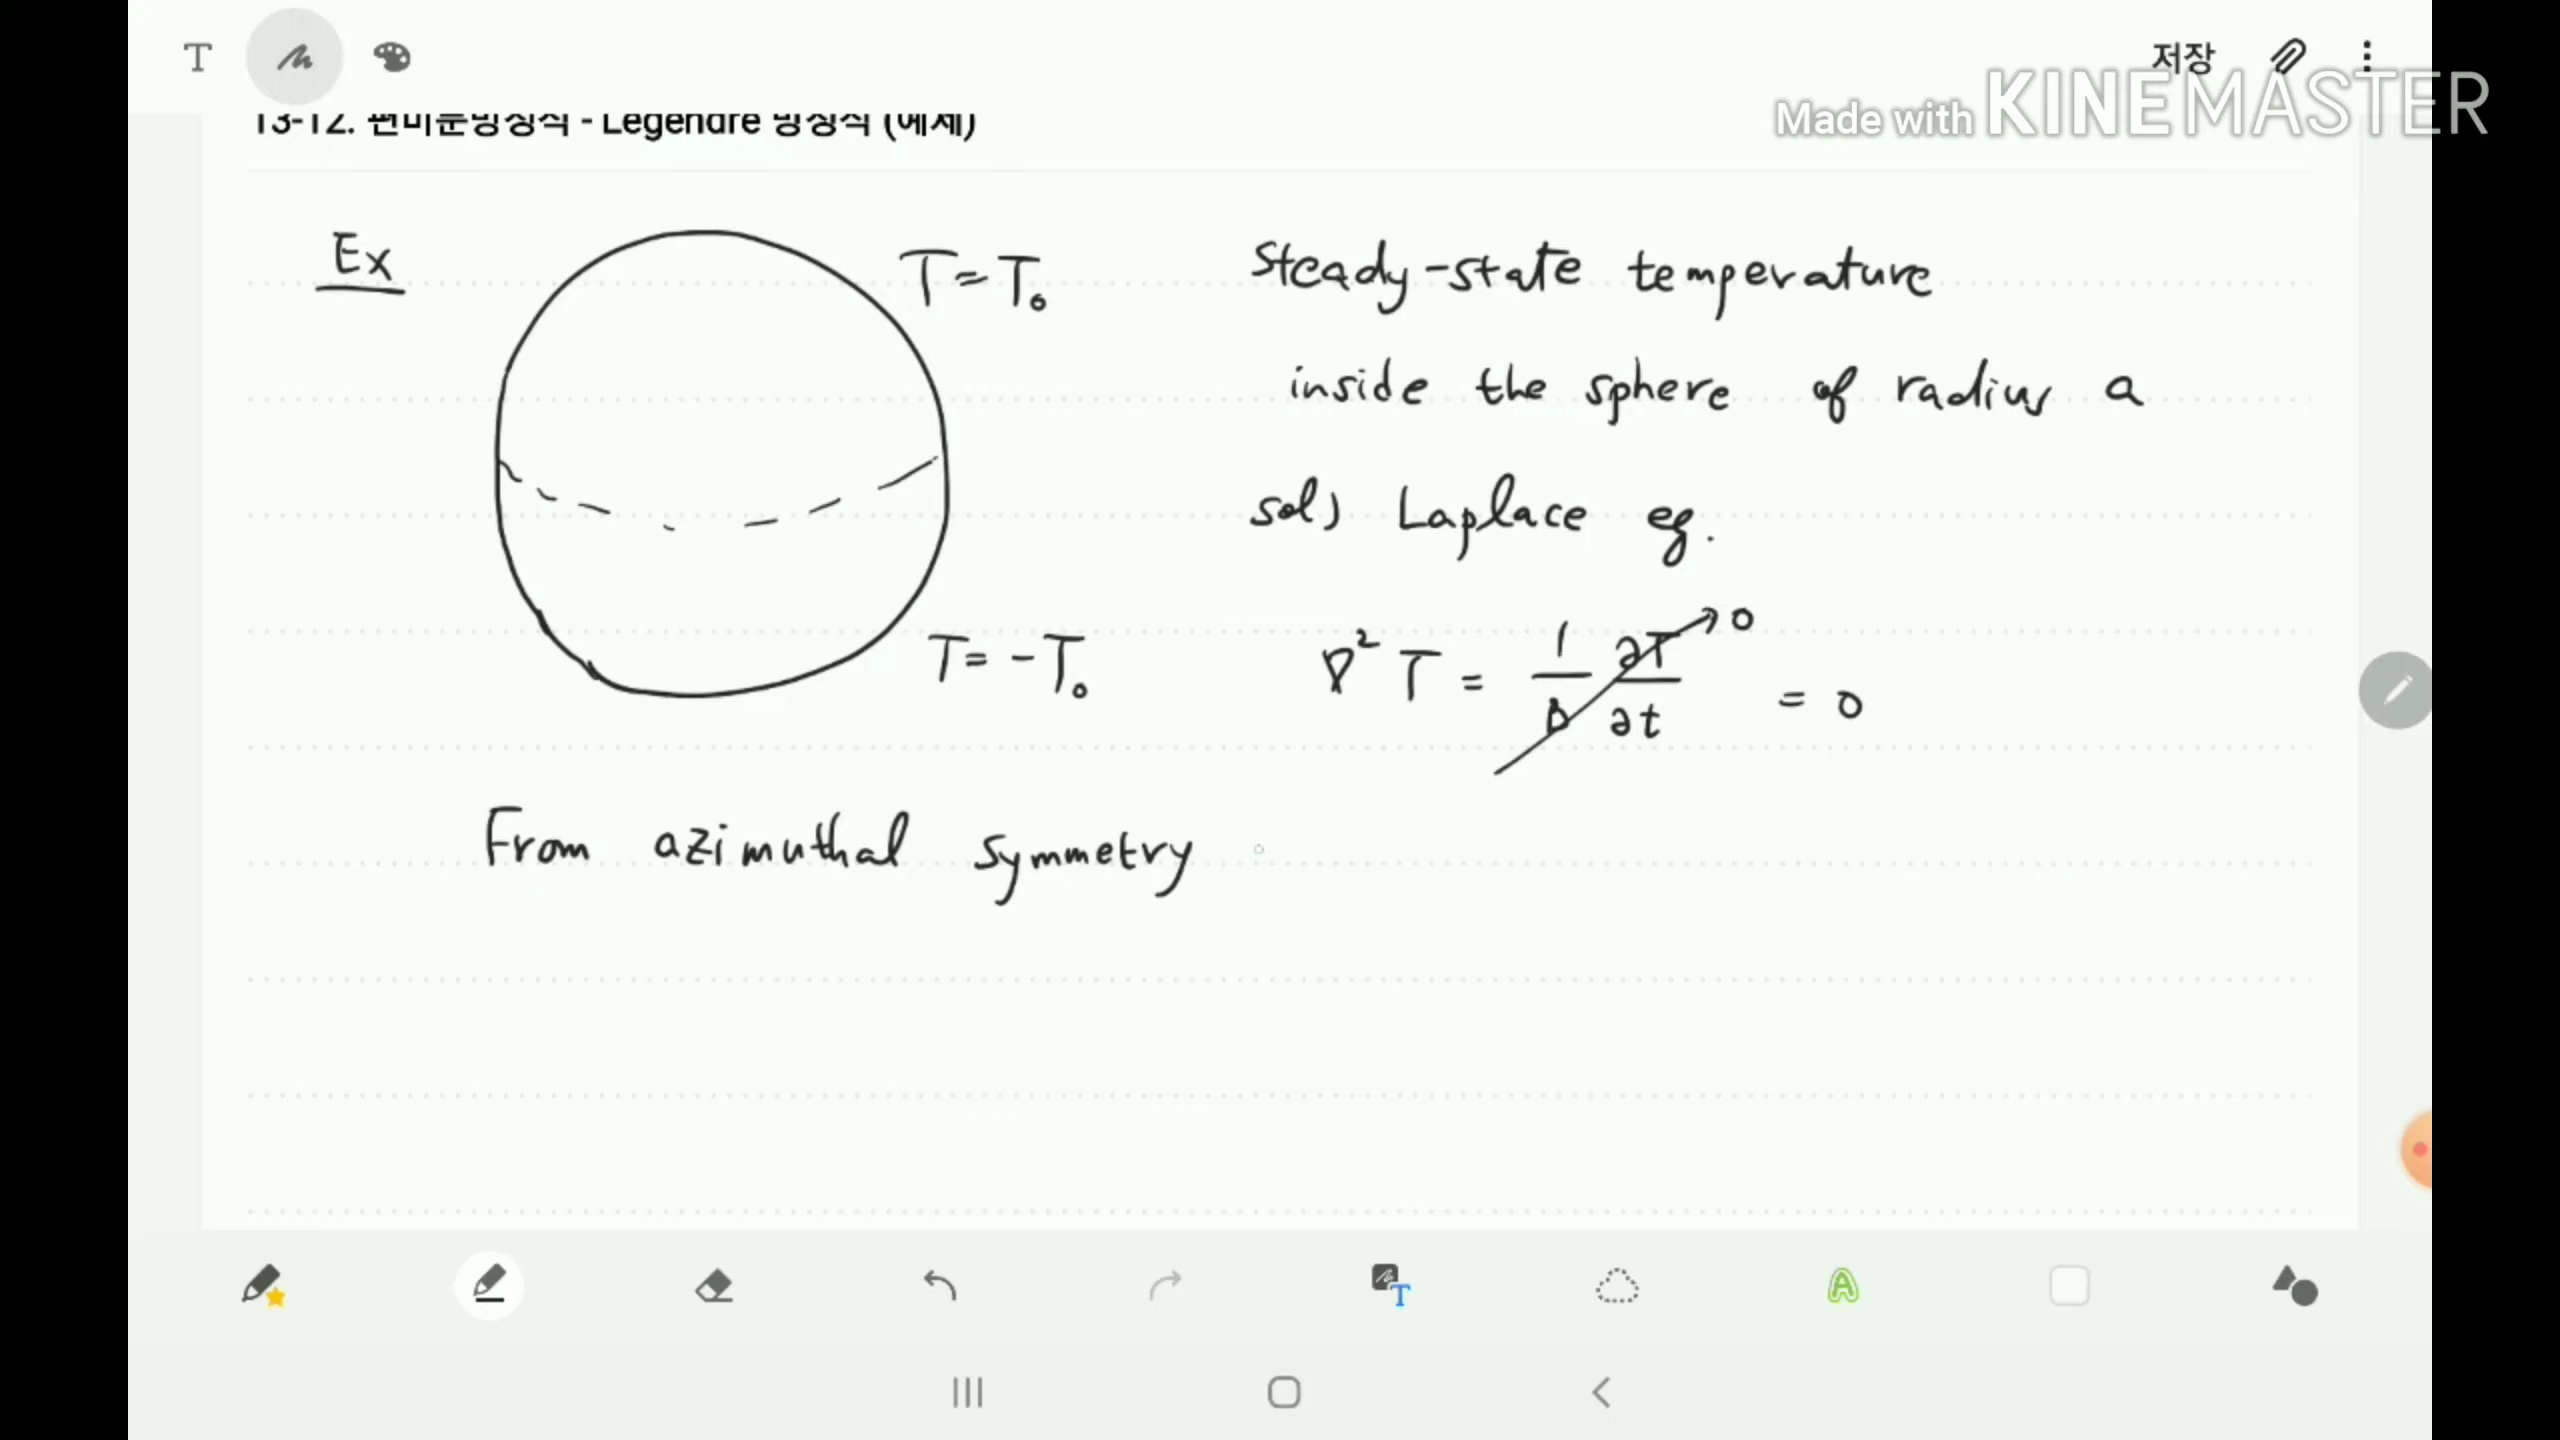 T
저장
Made with KINEMASTER
13-12. 편미분방정식 - Legendre 방정식 (예제)
Ex
T = T₀
Steady-state temperature
inside the sphere of radius a
sol) Laplace eq.
T = -T₀
∇² T = 1/D ∂T/∂t → 0 = 0
From azimuthal symmetry
T
A